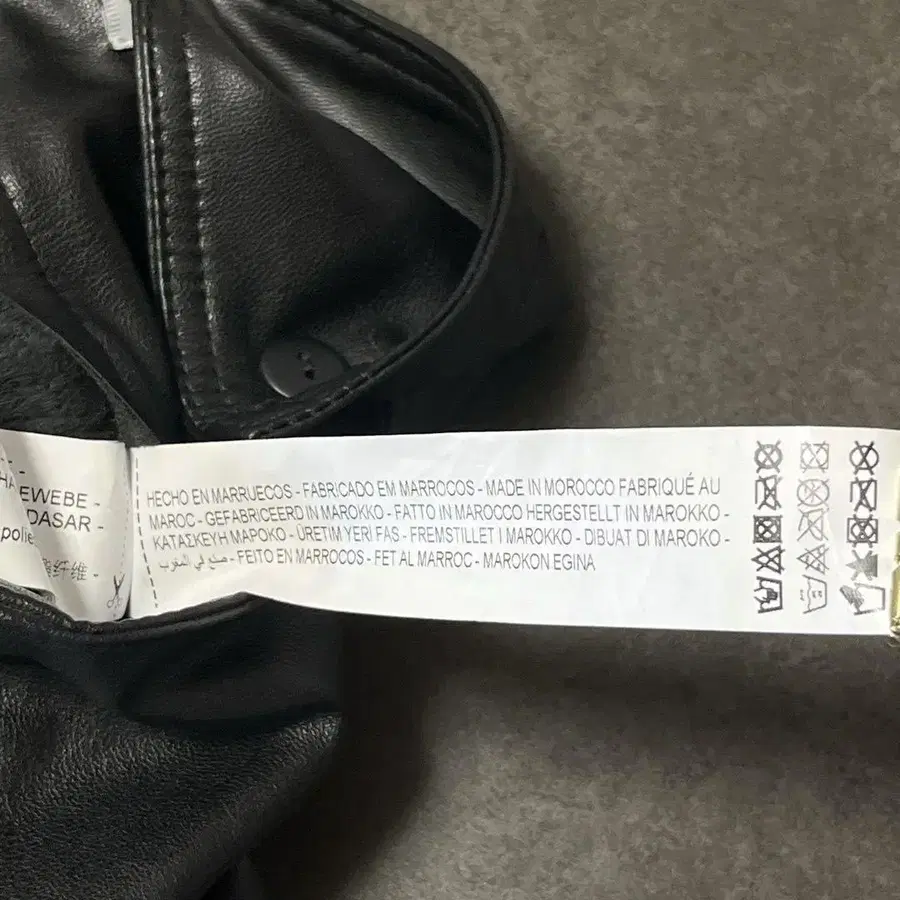 EWEBE -
DASAR -
polie
纤维 -
HECHO EN MARRUECOS - FABRICADO EM MARROCOS - MADE IN MOROCCO FABRIQUÉ AU
MAROC - GEFABRICEERD IN MAROKKO - FATTO IN MAROCCO HERGESTELLT IN MAROKKO -
ΚΑΤΑΣΚΕΥΗ ΜΑΡΟΚΟ - ÜRETIM YERİ FAS - FREMSTILLET I MAROKKO - DIBUAT DI MAROKO -
صنع في المغرب - FEITO EN MARROCOS - FET AL MARROC - MAROKON EGINA